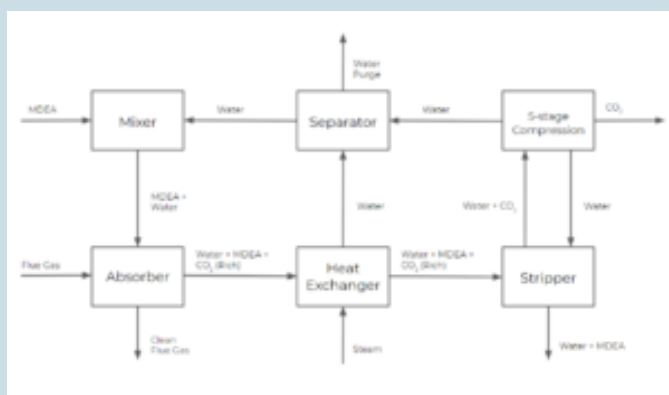 Water
Purge
MDEA
Mixer
Water
Separator
Water
5-stage
Compression
CO₂
MDEA +
Water
Water
Water + CO₂
Water
Flue Gas
Absorber
Water + MDEA +
CO₂ (Rich)
Heat
Exchanger
Water + MDEA +
CO₂ (Rich)
Stripper
Clean
Flue Gas
Steam
Water + MDEA